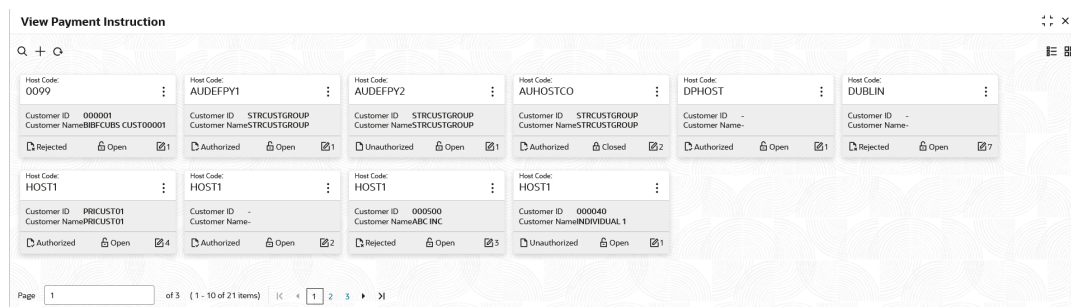 View Payment Instruction
Host Code: Host Code: Host Code: Host Code: Host Code: Host Code:
0099 AUDEFPY1 AUDEFPY2 AUHOSTCO DPHOST DUBLIN
Customer ID 000001 Customer ID STRCUSTGROUP Customer ID STRCUSTGROUP Customer ID STRCUSTGROUP Customer ID - Customer ID -
Customer NameBIBFCUBS CUST00001 Customer NameSTRCUSTGROUP Customer NameSTRCUSTGROUP Customer NameSTRCUSTGROUP Customer Name- Customer Name-
Rejected Open 1 Authorized Open 1 Unauthorized Open 1 Authorized Closed 2 Authorized Open 1 Rejected Open 7
Host Code: Host Code: Host Code: Host Code:
HOST1 HOST1 HOST1 HOST1
Customer ID PRICUST01 Customer ID - Customer ID 000500 Customer ID 000040
Customer NamePRICUST01 Customer Name- Customer NameABC INC Customer NameINDIVIDUAL 1
Authorized Open 4 Authorized Open 2 Rejected Open 3 Unauthorized Open 1
Page 1 of 3 (1 - 10 of 21 items) 1 2 3